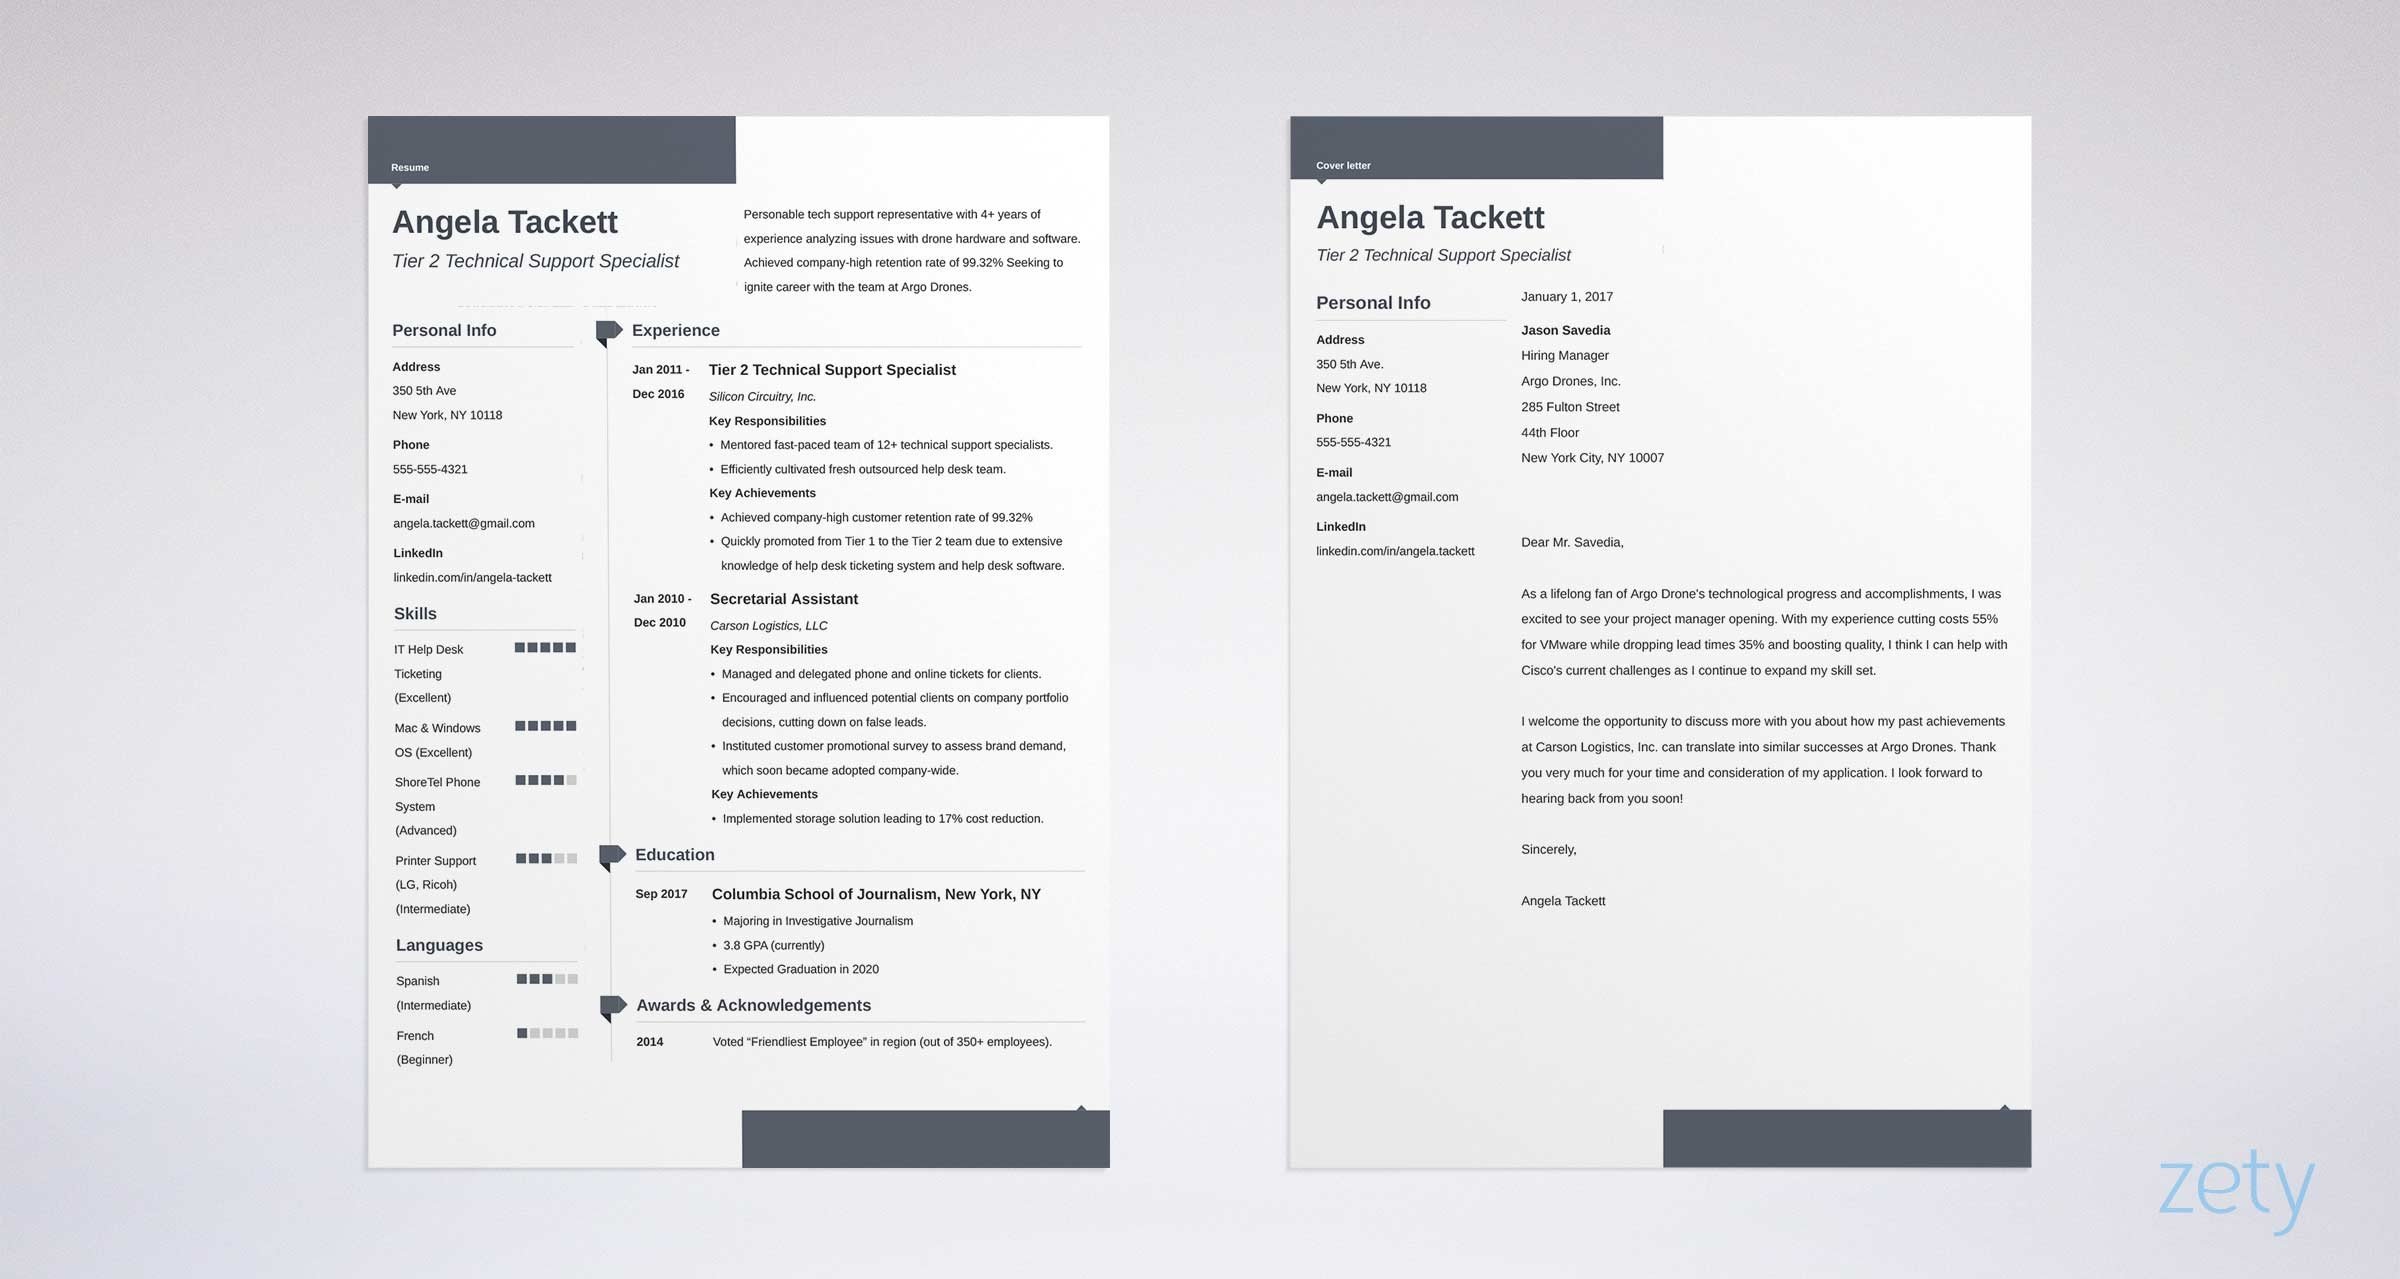 Resume
Angela Tackett
Tier 2 Technical Support Specialist
Personable tech support representative with 4+ years of
experience analyzing issues with drone hardware and software.
Achieved company-high retention rate of 99.32% Seeking to
ignite career with the team at Argo Drones.
Personal Info
Address
350 5th Ave
New York, NY 10118
Phone
555-555-4321
E-mail
angela.tackett@gmail.com
LinkedIn
linkedin.com/in/angela-tackett
Skills
IT Help Desk
Ticketing
(Excellent)
Mac & Windows
OS (Excellent)
ShoreTel Phone
System
(Advanced)
Printer Support
(LG, Ricoh)
(Intermediate)
Languages
Spanish
(Intermediate)
French
(Beginner)
Experience
Jan 2011 -
Dec 2016
Tier 2 Technical Support Specialist
Silicon Circuitry, Inc.
Key Responsibilities
• Mentored fast-paced team of 12+ technical support specialists.
• Efficiently cultivated fresh outsourced help desk team.
Key Achievements
• Achieved company-high customer retention rate of 99.32%
• Quickly promoted from Tier 1 to the Tier 2 team due to extensive
knowledge of help desk ticketing system and help desk software.
Jan 2010 -
Dec 2010
Secretarial Assistant
Carson Logistics, LLC
Key Responsibilities
• Managed and delegated phone and online tickets for clients.
• Encouraged and influenced potential clients on company portfolio
decisions, cutting down on false leads.
• Instituted customer promotional survey to assess brand demand,
which soon became adopted company-wide.
Key Achievements
• Implemented storage solution leading to 17% cost reduction.
Education
Sep 2017
Columbia School of Journalism, New York, NY
• Majoring in Investigative Journalism
• 3.8 GPA (currently)
• Expected Graduation in 2020
Awards & Acknowledgements
2014
Voted “Friendliest Employee” in region (out of 350+ employees).
Cover letter
Angela Tackett
Tier 2 Technical Support Specialist
Personal Info
Address
350 5th Ave.
New York, NY 10118
Phone
555-555-4321
E-mail
angela.tackett@gmail.com
LinkedIn
linkedin.com/in/angela.tackett
January 1, 2017
Jason Savedia
Hiring Manager
Argo Drones, Inc.
285 Fulton Street
44th Floor
New York City, NY 10007
Dear Mr. Savedia,
As a lifelong fan of Argo Drone's technological progress and accomplishments, I was
excited to see your project manager opening. With my experience cutting costs 55%
for VMware while dropping lead times 35% and boosting quality, I think I can help with
Cisco's current challenges as I continue to expand my skill set.
I welcome the opportunity to discuss more with you about how my past achievements
at Carson Logistics, Inc. can translate into similar successes at Argo Drones. Thank
you very much for your time and consideration of my application. I look forward to
hearing back from you soon!
Sincerely,
Angela Tackett
zety